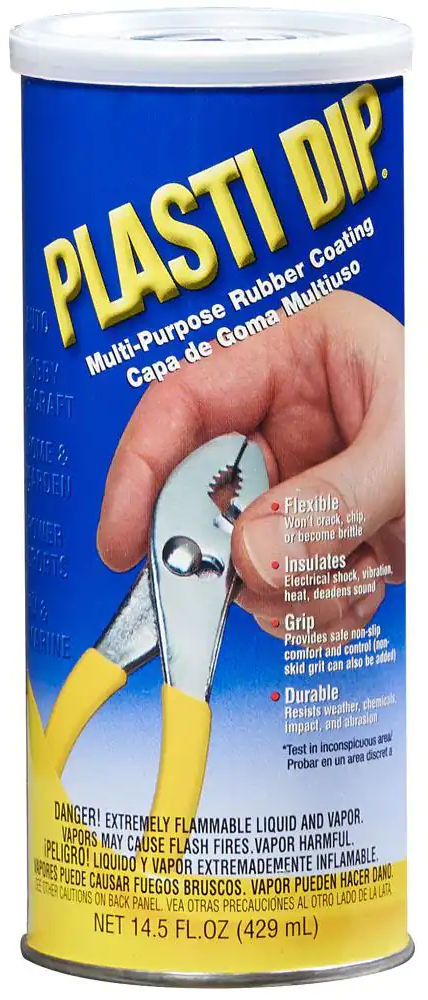 PLASTI DIP
Multi-Purpose Rubber Coating
Capa de Goma Multiuso
CRAFT
• Flexible
Won't crack, chip,
or become brittle
• Insulates
Electrical shock, vibration,
heat, deadens sound
• Grip
Provides safe non-slip
comfort and control (non-
skid grit can also be added)
• Durable
Resists weather, chemicals,
impact, and abrasion
*Test in inconspicuous area/
Probar en un area discret a
DANGER! EXTREMELY FLAMMABLE LIQUID AND VAPOR.
VAPORS MAY CAUSE FLASH FIRES. VAPOR HARMFUL.
¡PELIGRO! LIQUIDO Y VAPOR EXTREMADEMENTE INFLAMABLE.
VAPORES PUEDE CAUSAR FUEGOS BRUSCOS. VAPOR PUEDEN HACER DANO.
SEE OTHER CAUTIONS ON BACK PANEL. VEA OTRAS PRECAUCIÓNES AL OTRO LADO DE LA LATA.
NET 14.5 FL.OZ (429 mL)